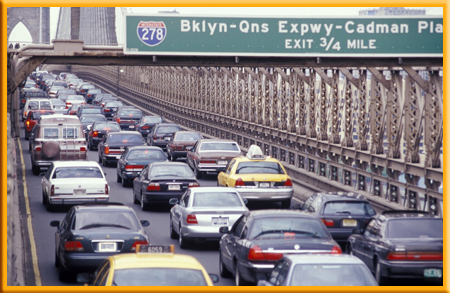 278
Bklyn-Qns Expwy-Cadman Pla
EXIT 3/4 MILE